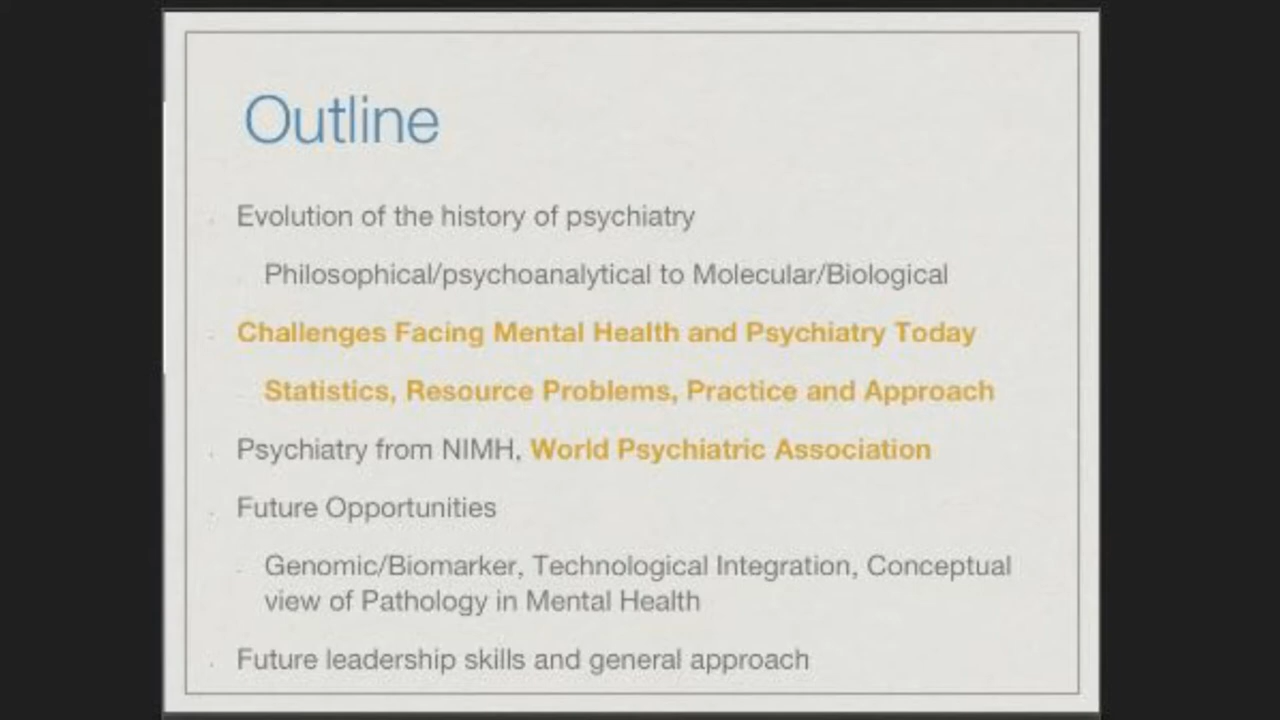 Outline
Evolution of the history of psychiatry
Philosophical/psychoanalytical to Molecular/Biological
Challenges Facing Mental Health and Psychiatry Today
Statistics, Resource Problems, Practice and Approach
Psychiatry from NIMH, World Psychiatric Association
Future Opportunities
Genomic/Biomarker, Technological Integration, Conceptual
view of Pathology in Mental Health
Future leadership skills and general approach